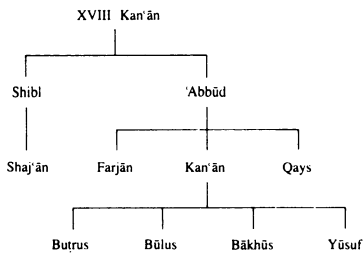 XVIII Kan‘ān
Shibl ‘Abbūd
Shaj‘ān Farjān Kan‘ān Qays
Buṭrus Būlus Bākhūs Yūsuf